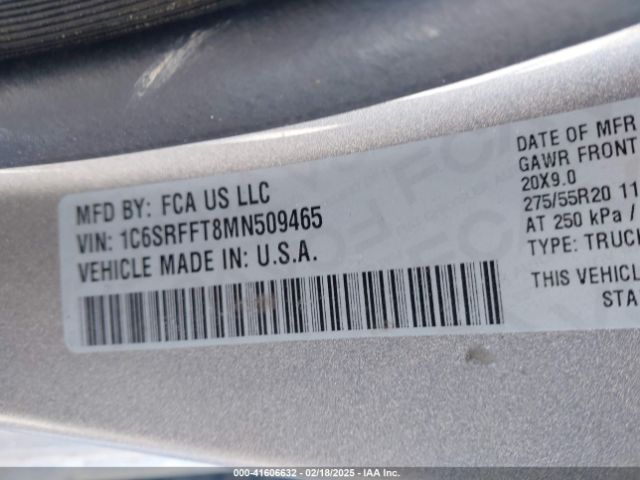 MFD BY: FCA US LLC
VIN: 1C6SRFFT8MN509465
VEHICLE MADE IN: U.S.A.
DATE OF MFR
GAWR FRONT
20X9.0
275/55R20 11
AT 250 kPa /
TYPE: TRUCK
THIS VEHICL
STA
000-41606632 - 02/18/2025 - IAA Inc.